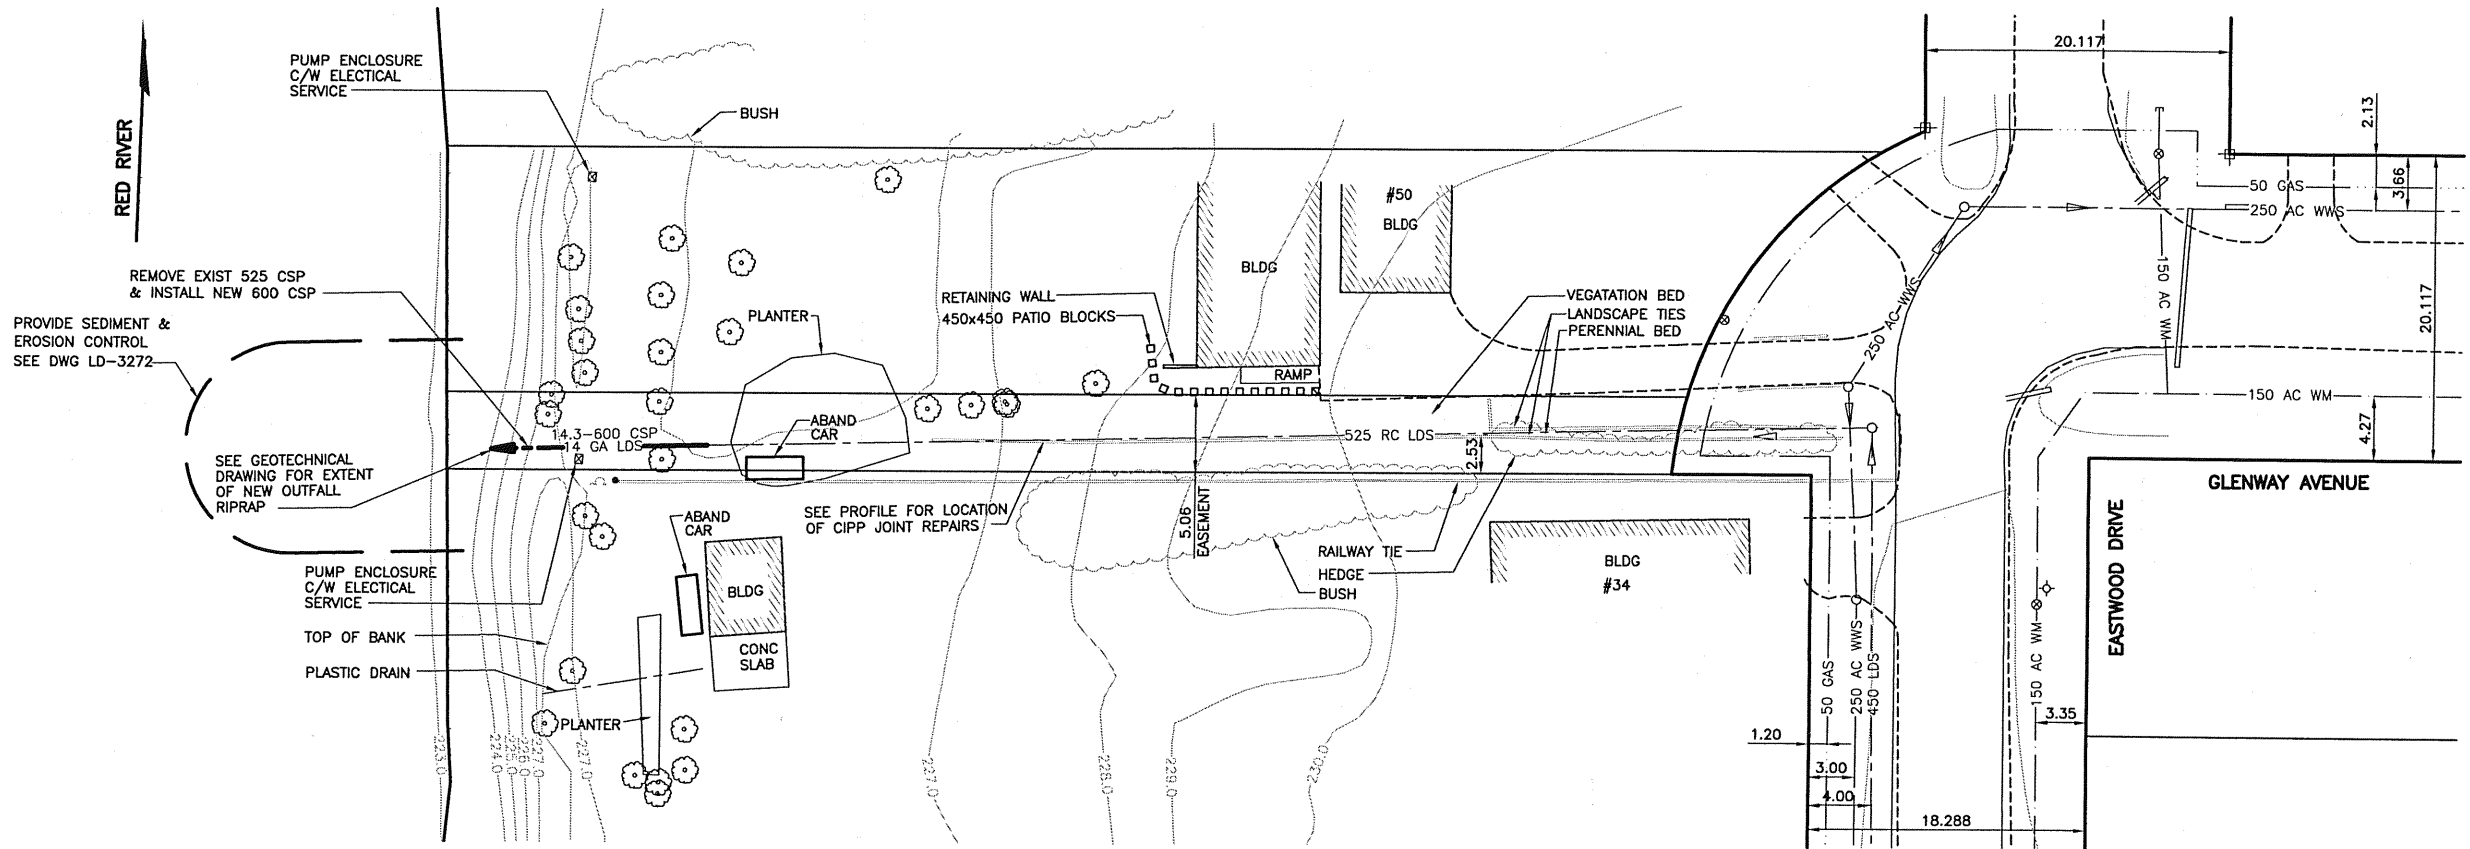 RED RIVER
PUMP ENCLOSURE
C/W ELECTICAL
SERVICE
BUSH
REMOVE EXIST 525 CSP
& INSTALL NEW 600 CSP
PROVIDE SEDIMENT &
EROSION CONTROL
SEE DWG LD-3272
SEE GEOTECHNICAL
DRAWING FOR EXTENT
OF NEW OUTFALL
RIPRAP
PUMP ENCLOSURE
C/W ELECTICAL
SERVICE
TOP OF BANK
PLASTIC DRAIN
PLANTER
14.3-600 CSP
14 GA LDS
PLANTER
ABAND
CAR
ABAND
CAR
BLDG
CONC
SLAB
SEE PROFILE FOR LOCATION
OF CIPP JOINT REPAIRS
RETAINING WALL
450x450 PATIO BLOCKS
BLDG
RAMP
#50
BLDG
VEGATATION BED
LANDSCAPE TIES
PERENNIAL BED
525 RC LDS
2.53
5.06
EASEMENT
RAILWAY TIE
HEDGE
BUSH
BLDG
#34
223.0
224.0
225.0
226.0
227.0
227.0
227.0
228.0
229.0
230.0
20.117
2.13
3.66
50 GAS
250 AC WWS
250 AC WWS
150 AC WM
20.117
150 AC WM
4.27
GLENWAY AVENUE
EASTWOOD DRIVE
50 GAS
250 AC WWS
450 LDS
150 AC WM
3.35
1.20
3.00
4.00
18.288